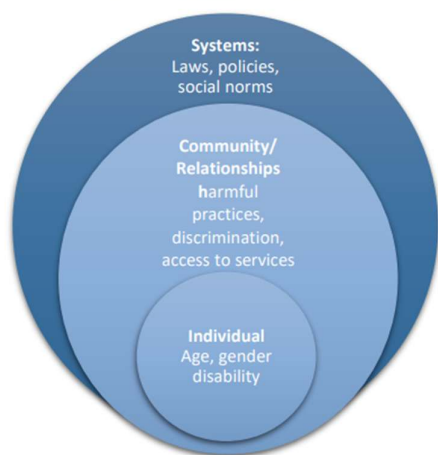 Systems:
Laws, policies,
social norms
Community/
Relationships
harmful
practices,
discrimination,
access to services
Individual
Age, gender
disability